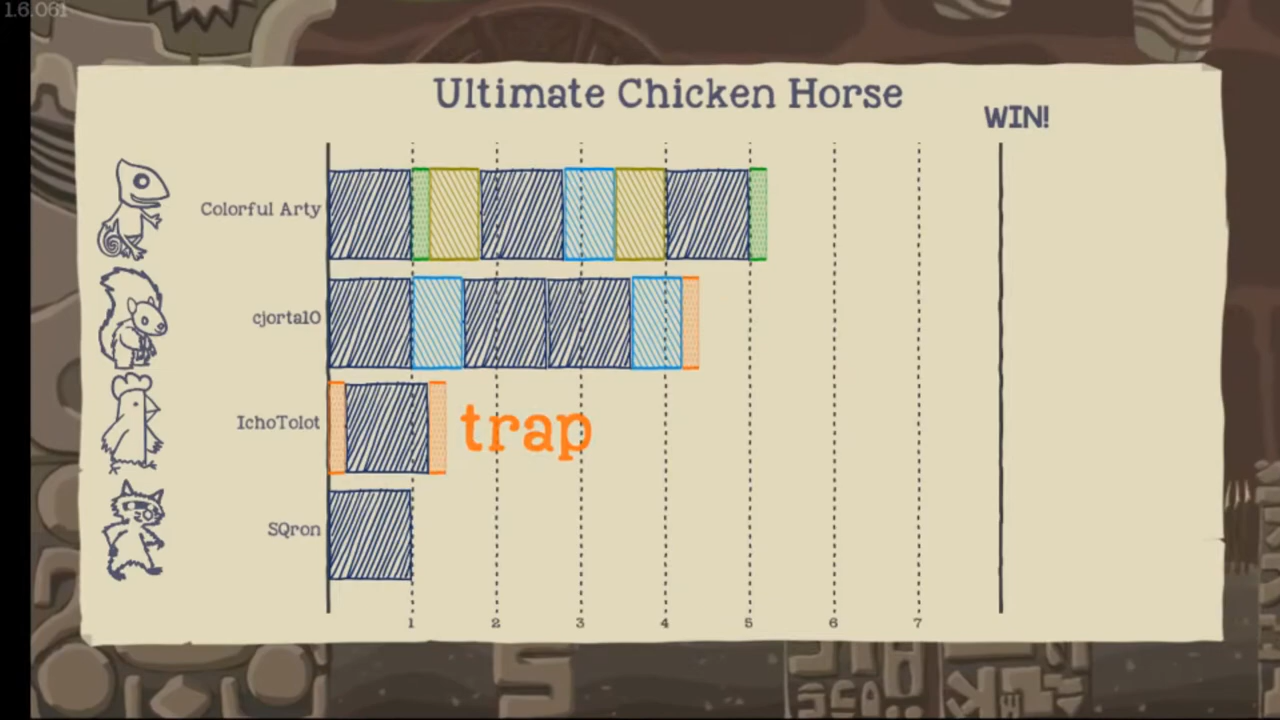 1.6.061
Ultimate Chicken Horse
WIN!
Colorful Arty
cjorta10
IchoTolot
trap
SQron
1 2 3 4 5 6 7